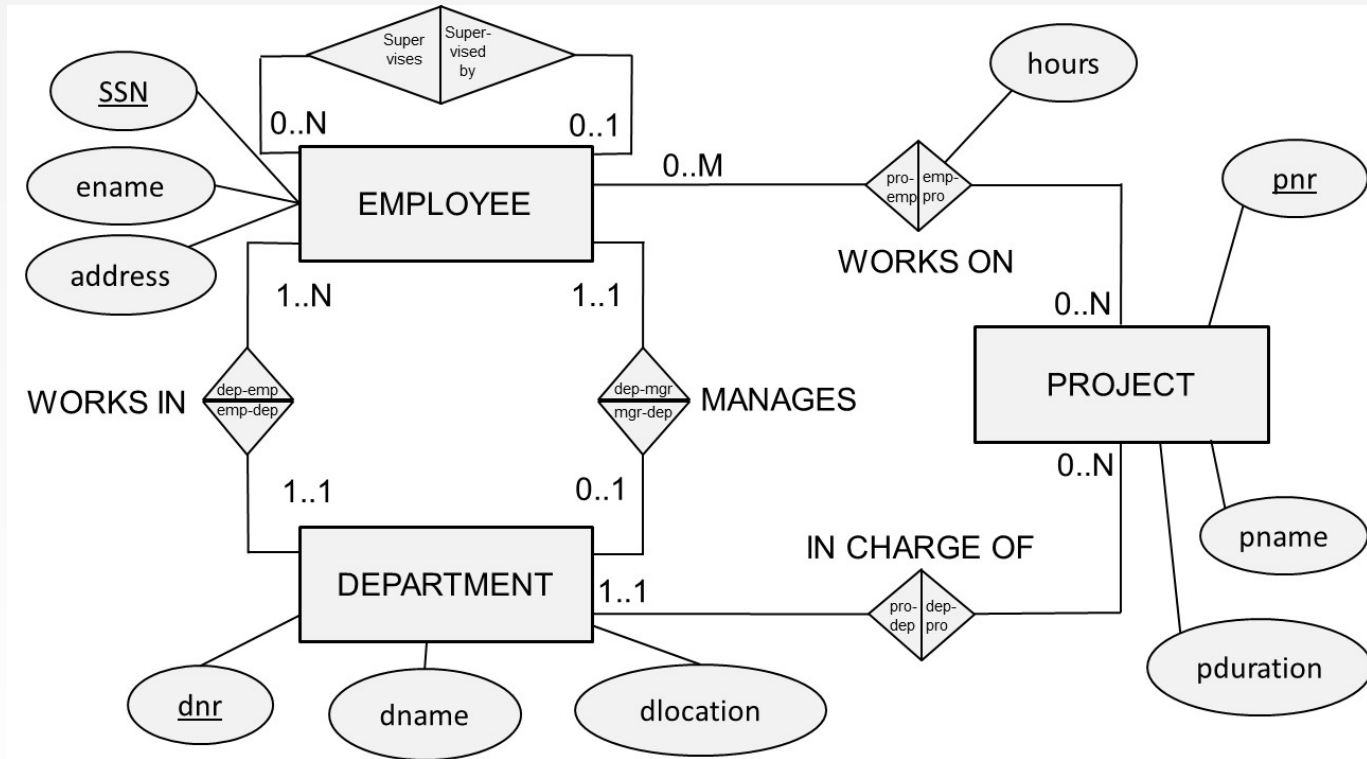 Super
vises
Super-
vised
by
hours
SSN
0..N
0..1
0..M
pro-
emp
emp-
pro
pnr
ename
EMPLOYEE
address
WORKS ON
1..N
1..1
0..N
PROJECT
WORKS IN
dep-emp
emp-dep
dep-mgr
mgr-dep
MANAGES
0..N
1..1
0..1
IN CHARGE OF
pname
DEPARTMENT
1..1
pro-
dep
dep-
pro
pduration
dnr
dname
dlocation